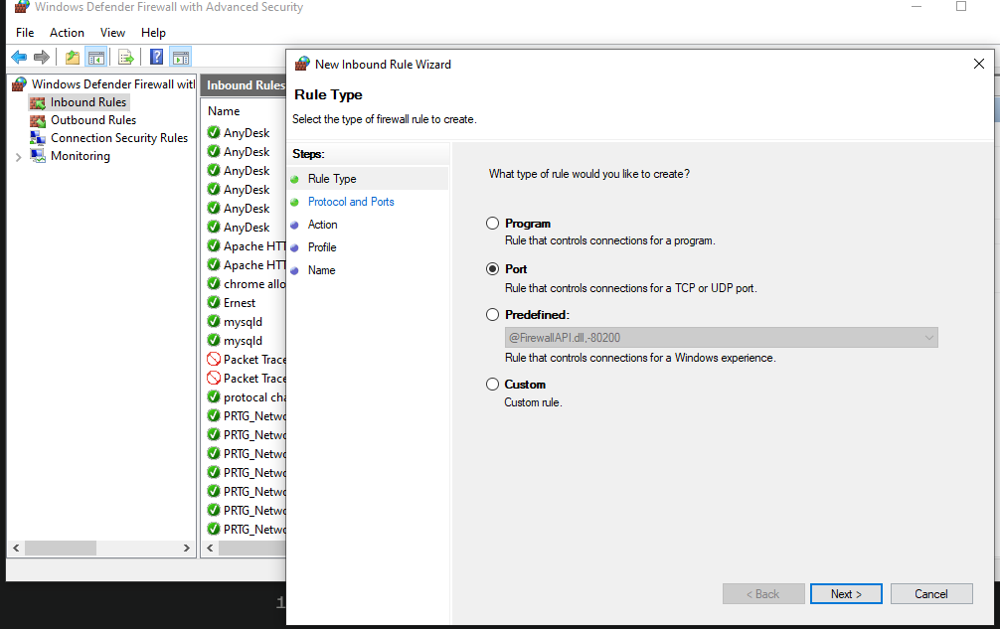 Windows Defender Firewall with Advanced Security
File Action View Help
Windows Defender Firewall with
Inbound Rules
Outbound Rules
Connection Security Rules
Monitoring
Inbound Rules
Name
AnyDesk
AnyDesk
AnyDesk
AnyDesk
AnyDesk
AnyDesk
Apache HTT
Apache HTT
chrome allo
Ernest
mysqld
mysqld
Packet Trace
Packet Trace
protocal cha
PRTG_Netwo
PRTG_Netwo
PRTG_Netwo
PRTG_Netwo
PRTG_Netwo
PRTG_Netwo
PRTG_Netwo
New Inbound Rule Wizard
Rule Type
Select the type of firewall rule to create.
Steps:
Rule Type
Protocol and Ports
Action
Profile
Name
What type of rule would you like to create?
Program
Rule that controls connections for a program.
Port
Rule that controls connections for a TCP or UDP port.
Predefined:
@FirewallAPI.dll,-80200
Rule that controls connections for a Windows experience.
Custom
Custom rule.
< Back Next > Cancel
1